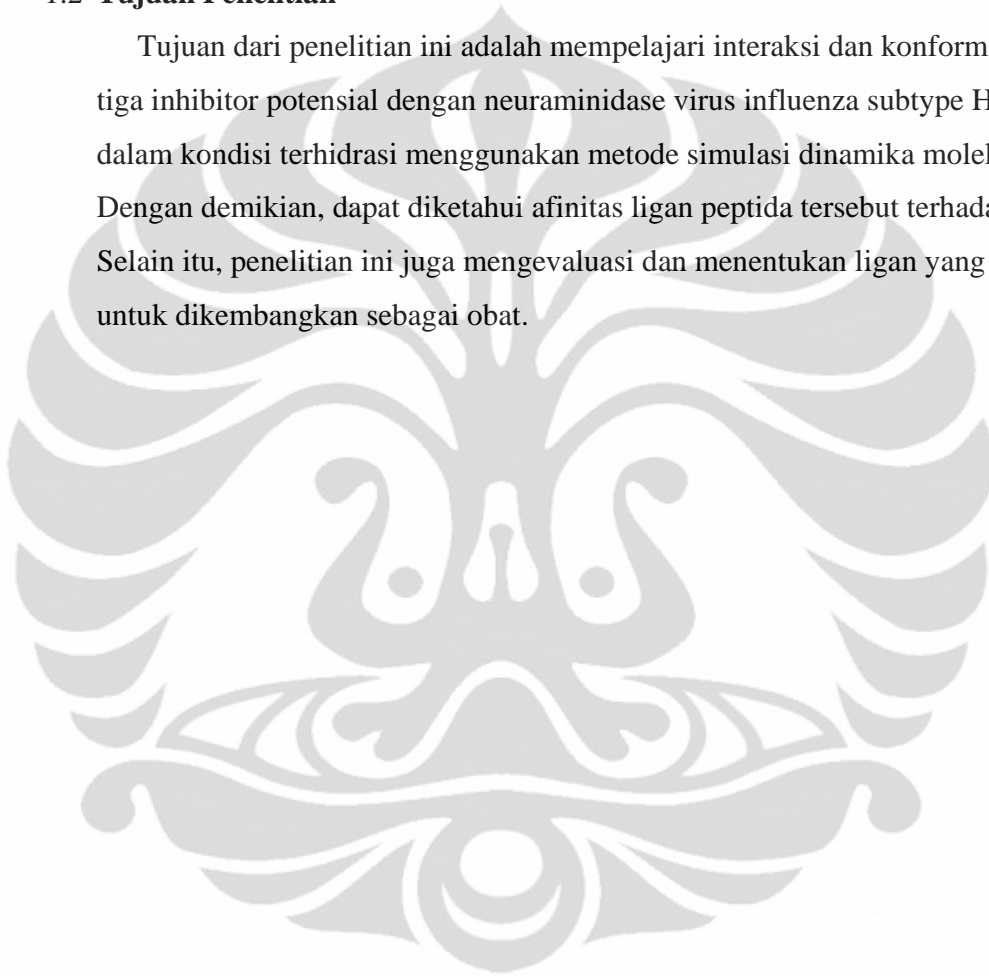 1.2 Tujuan Penelitian
Tujuan dari penelitian ini adalah mempelajari interaksi dan konform
tiga inhibitor potensial dengan neuraminidase virus influenza subtype H
dalam kondisi terhidrasi menggunakan metode simulasi dinamika molek
Dengan demikian, dapat diketahui afinitas ligan peptida tersebut terhada
Selain itu, penelitian ini juga mengevaluasi dan menentukan ligan yang
untuk dikembangkan sebagai obat.